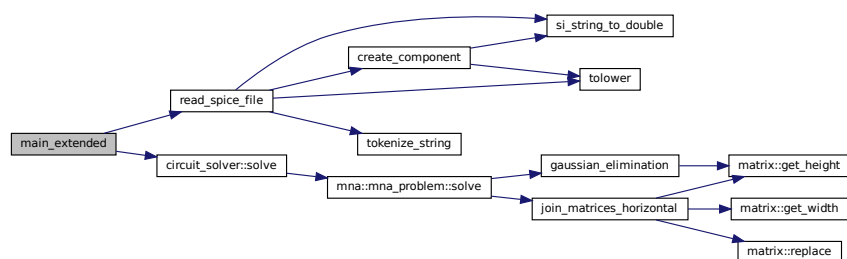 si_string_to_double
create_component
tolower
read_spice_file
main_extended
tokenize_string
circuit_solver::solve
gaussian_elimination
matrix::get_height
mna::mna_problem::solve
join_matrices_horizontal
matrix::get_width
matrix::replace